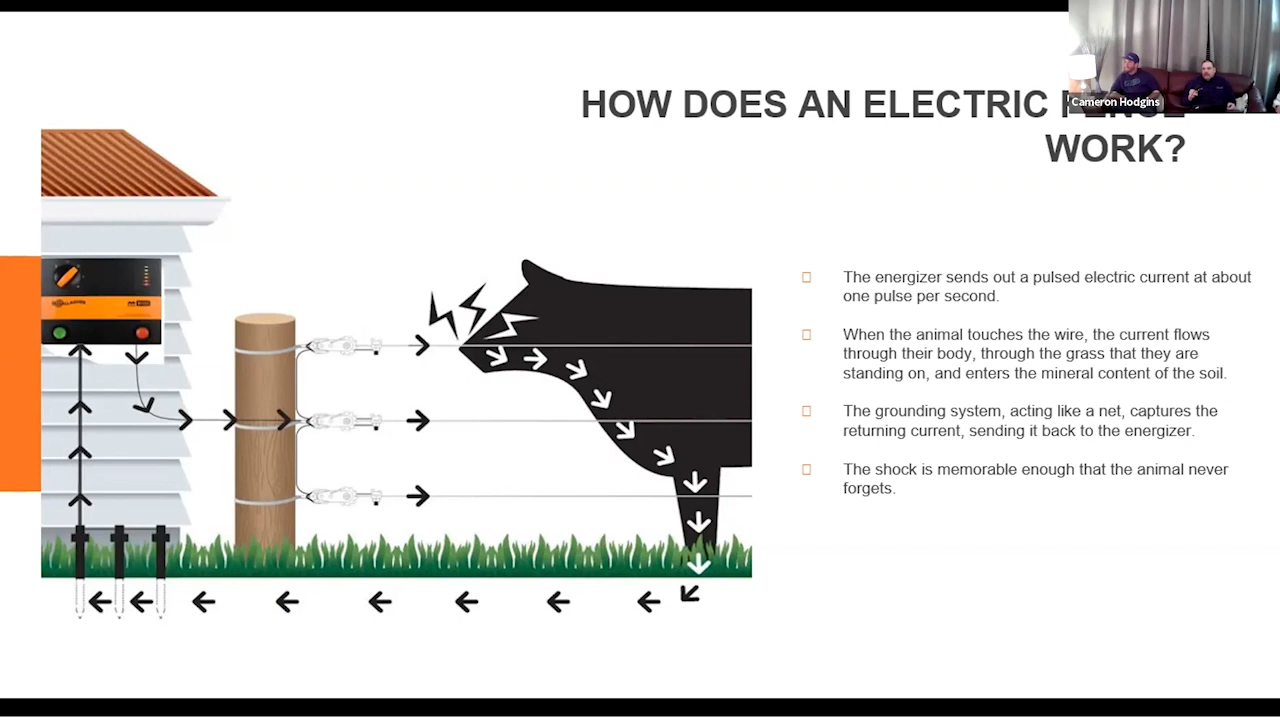 HOW DOES AN ELECTRIC
WORK?
Cameron Hodgins
GALLAGHER
The energizer sends out a pulsed electric current at about
one pulse per second.
When the animal touches the wire, the current flows
through their body, through the grass that they are
standing on, and enters the mineral content of the soil.
The grounding system, acting like a net, captures the
returning current, sending it back to the energizer.
The shock is memorable enough that the animal never
forgets.